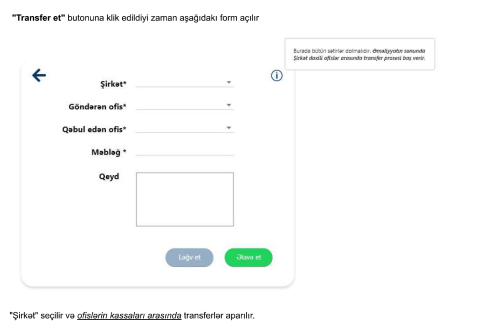 "Transfer et" butonuna klik edildiyi zaman aşağıdakı form açılır
Burada bütün sətirlər dolmalıdır. Əməliyyatın sonunda
Şirkət daxili ofislər arasında transfer prosesi baş verir.
Şirkət*
Göndərən ofis*
Qəbul edən ofis*
Məbləğ *
Qeyd
Ləğv et
Əlavə et
"Şirkət" seçilir və ofislərin kassaları arasında transferlər aparılır.